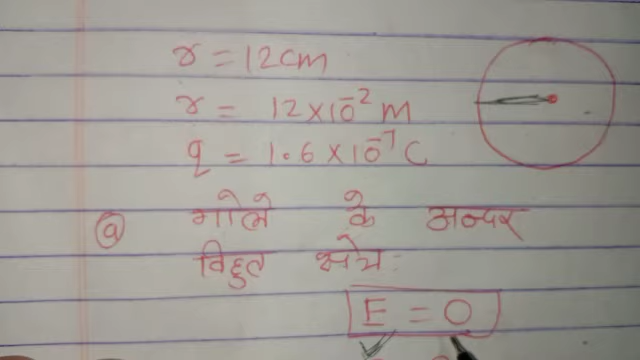 r = 12cm
r = 12×10⁻² m
q = 1.6×10⁻⁷ C
(a) गोले के अन्दर
विद्युत क्षेत्र:
E = 0